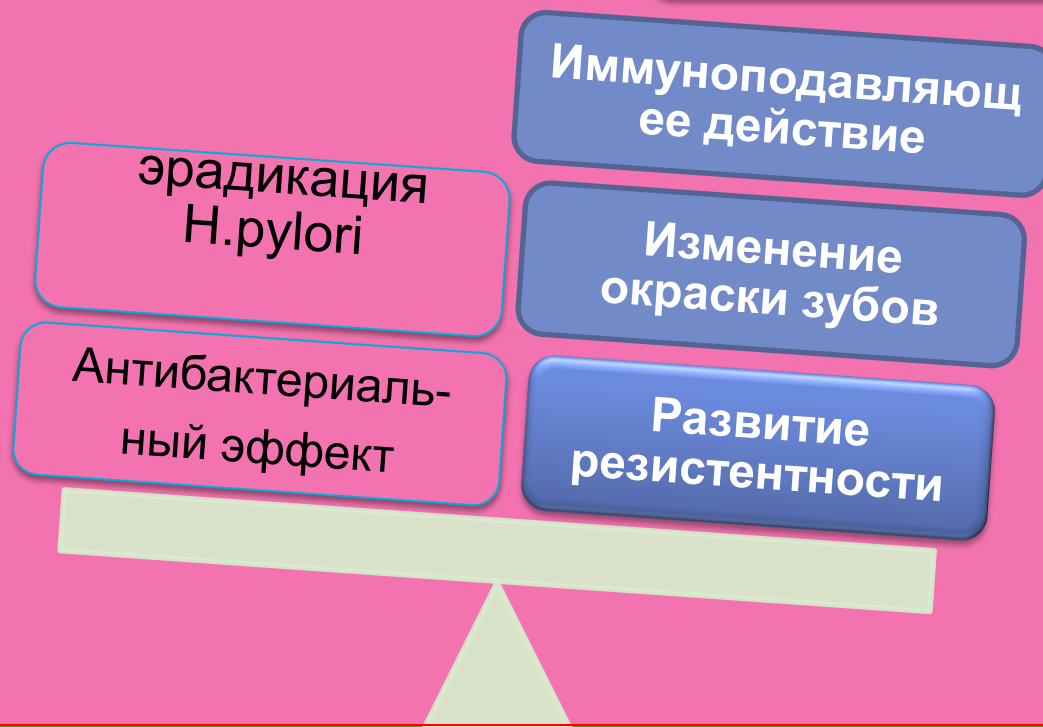 эрадикация
H.pylori
Антибактериаль-
ный эффект
Иммуноподавляющ
ее действие
Изменение
окраски зубов
Развитие
резистентности